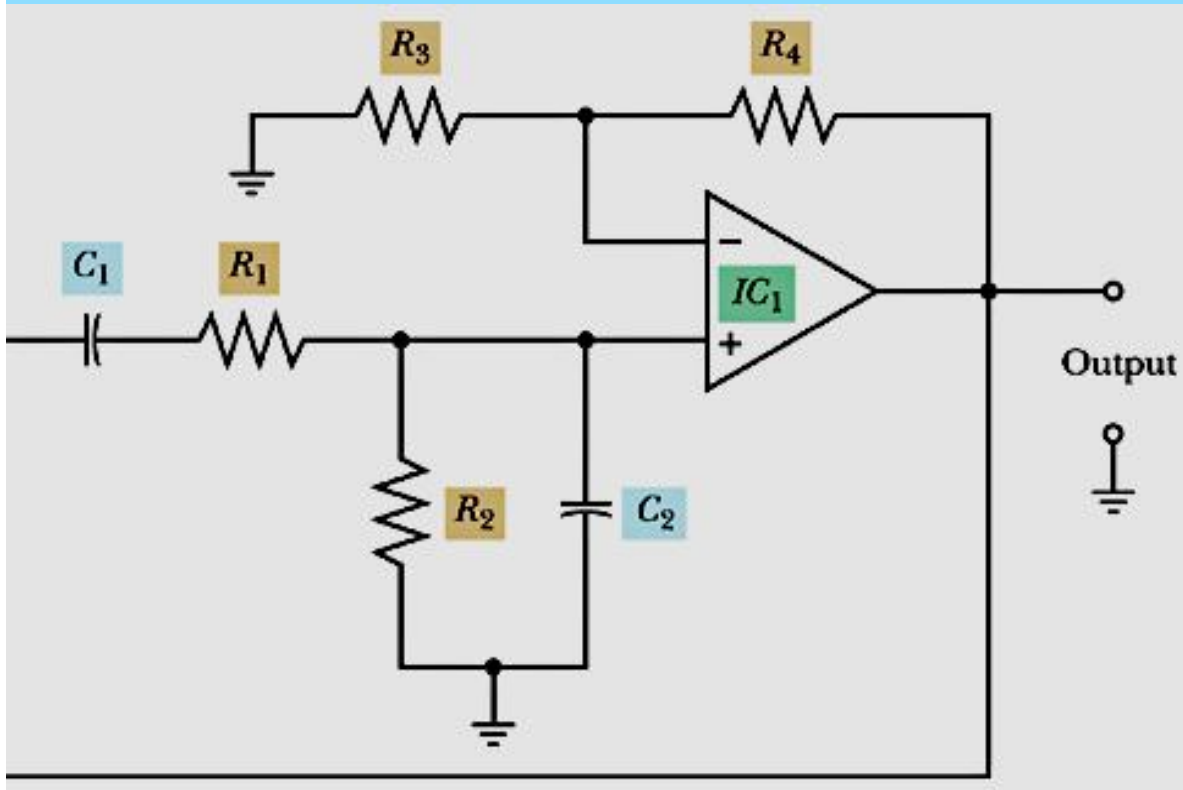 R₃
R₄
C₁
R₁
−
IC₁
+
Output
R₂
C₂